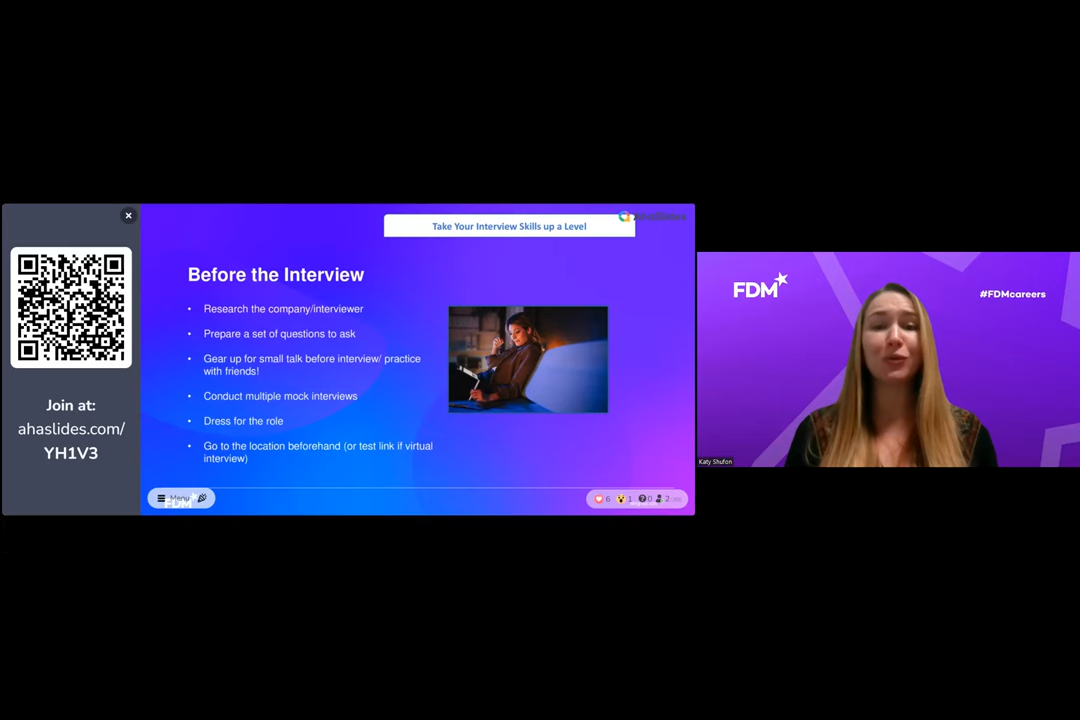 Take Your Interview Skills up a Level
Before the Interview
• Research the company/interviewer
• Prepare a set of questions to ask
• Gear up for small talk before interview/ practice
with friends!
• Conduct multiple mock interviews
• Dress for the role
• Go to the location beforehand (or test link if virtual
interview)
Join at:
ahaslides.com/
YH1V3
Menu
FDM
6
1
0
2
FDM
#FDMcareers
Katy Shufon